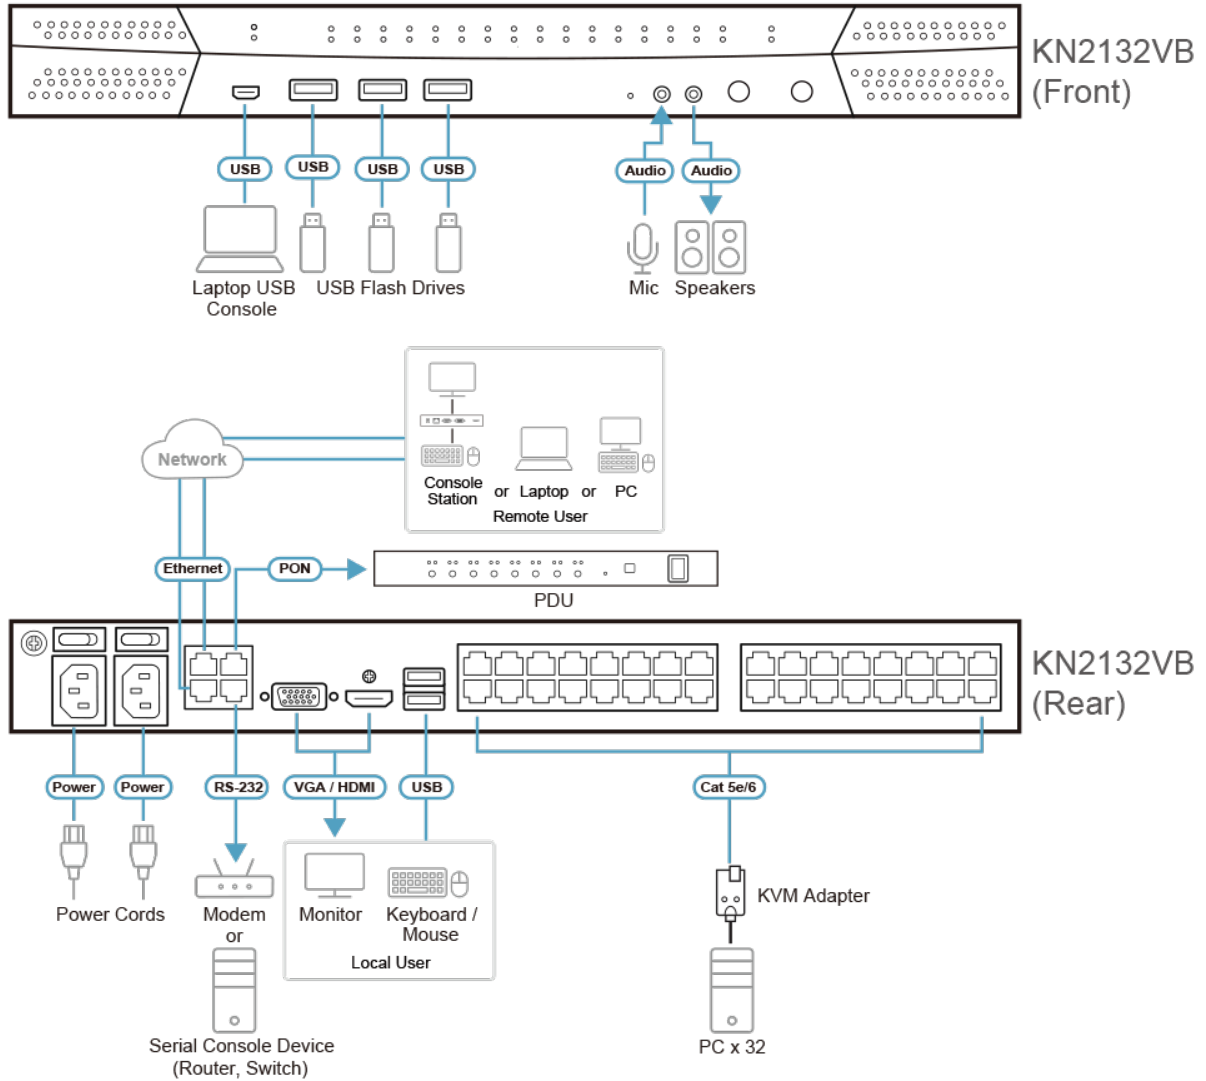 KN2132VB
(Front)
USB
USB
USB
USB
Audio
Audio
Laptop USB
Console
USB Flash Drives
Mic
Speakers
Network
Console
Station
or
Laptop
or
PC
Remote User
Ethernet
PON
PDU
KN2132VB
(Rear)
Power
Power
RS-232
VGA / HDMI
USB
Cat 5e/6
KVM Adapter
Power Cords
Modem
or
Monitor
Keyboard /
Mouse
Local User
Serial Console Device
(Router, Switch)
PC x 32